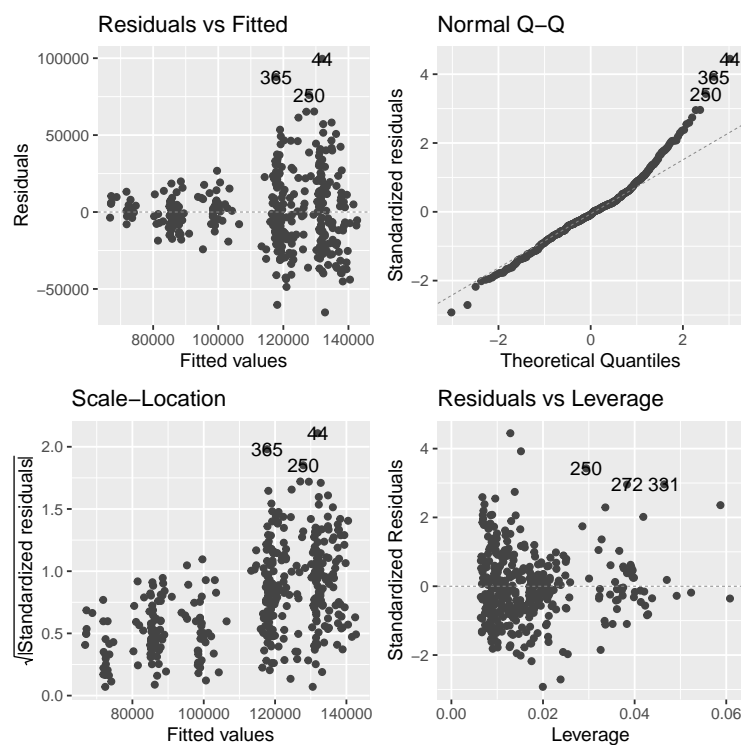 Residuals vs Fitted
100000
50000
0
−50000
Residuals
44
365
250
80000 100000 120000 140000
Fitted values
Normal Q−Q
4
2
0
−2
Standardized residuals
44
365
250
−2 0 2
Theoretical Quantiles
Scale−Location
2.0
1.5
1.0
0.5
0.0
√|Standardized residuals|
44
365
250
80000 100000 120000 140000
Fitted values
Residuals vs Leverage
4
2
0
−2
Standardized Residuals
250
272 331
0.00 0.02 0.04 0.06
Leverage